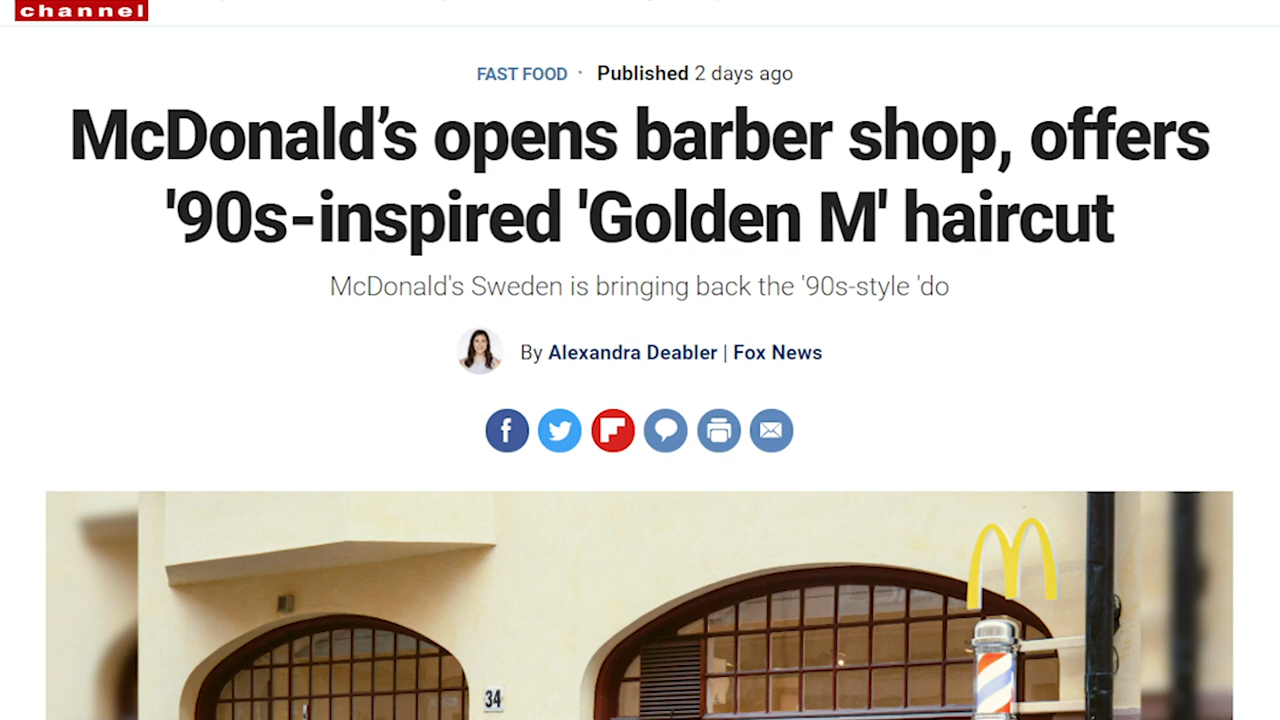 channel
FAST FOOD · Published 2 days ago
McDonald’s opens barber shop, offers
'90s-inspired 'Golden M' haircut
McDonald's Sweden is bringing back the '90s-style 'do
By Alexandra Deabler | Fox News
34